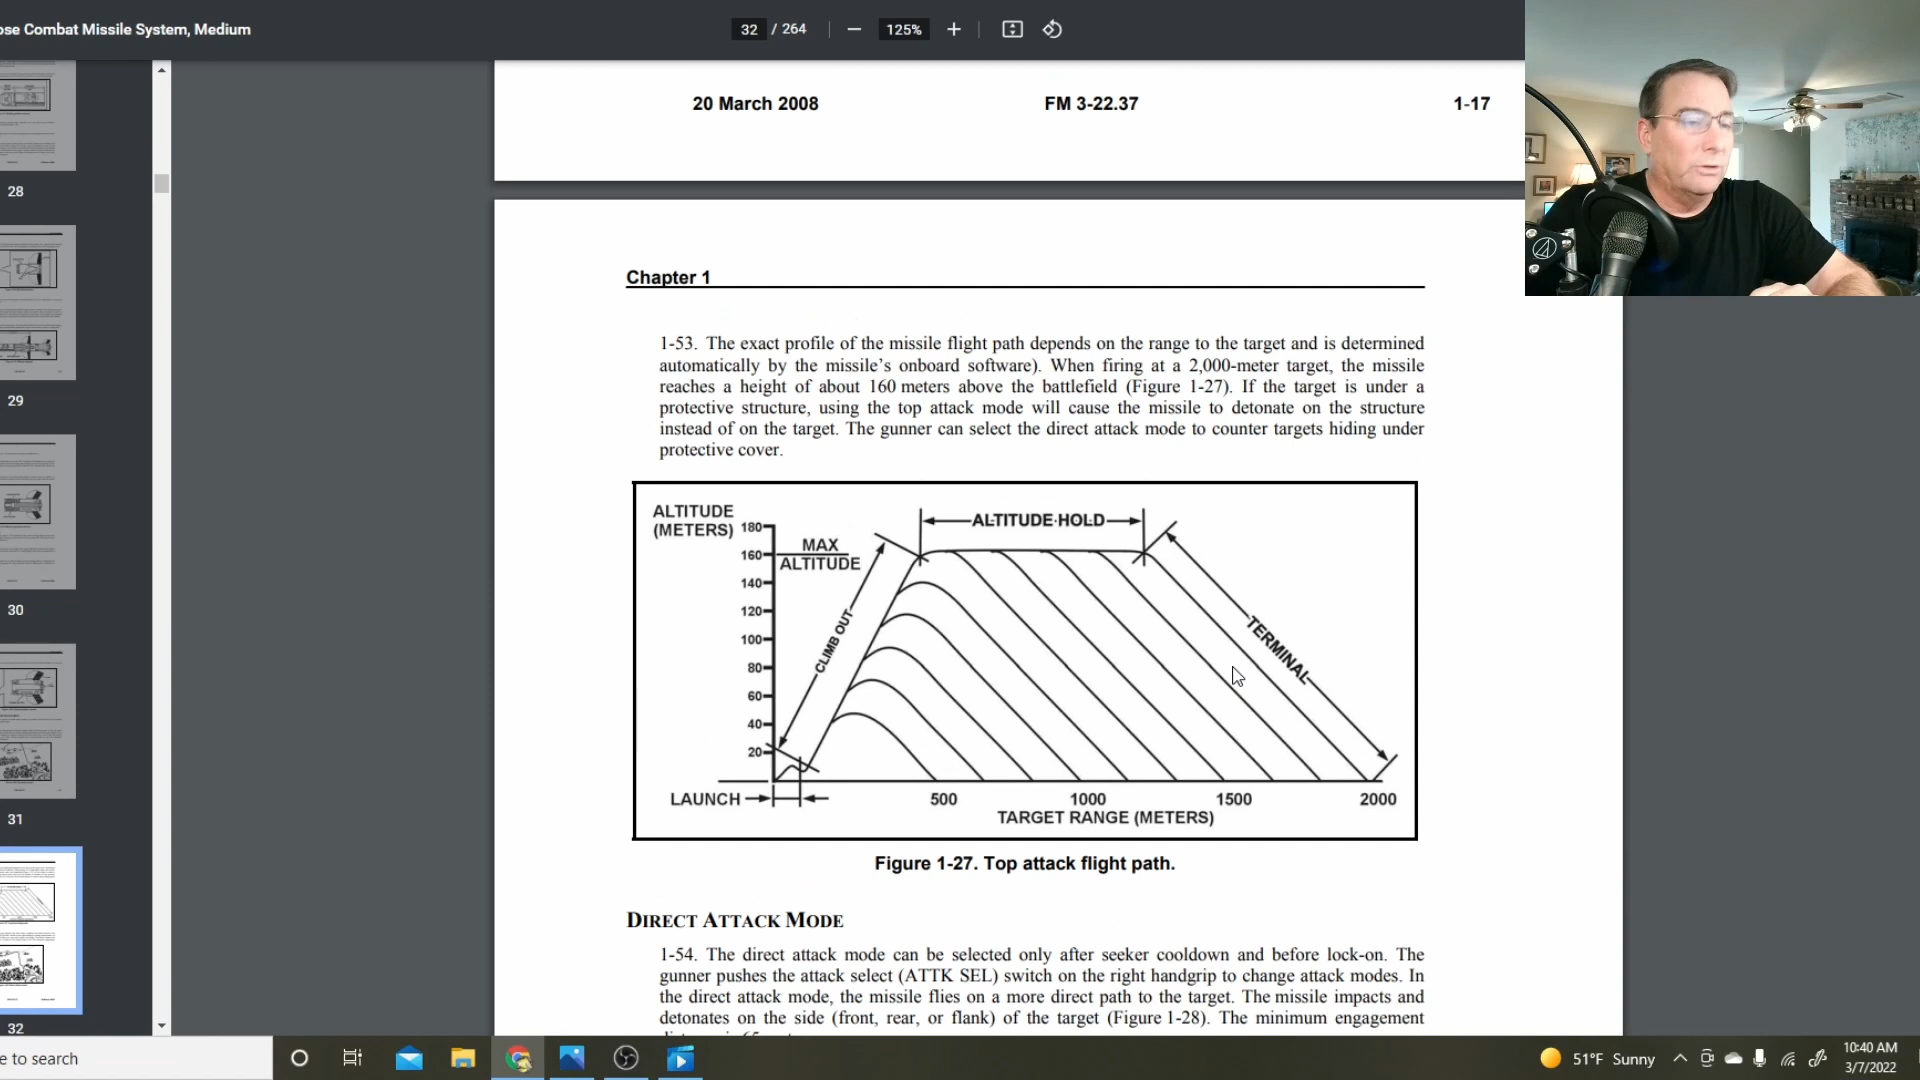 ose Combat Missile System, Medium
32 / 264
125%
20 March 2008 FM 3-22.37 1-17
28
29
30
31
32
Chapter 1
1-53. The exact profile of the missile flight path depends on the range to the target and is determined
automatically by the missile's onboard software). When firing at a 2,000-meter target, the missile
reaches a height of about 160 meters above the battlefield (Figure 1-27). If the target is under a
protective structure, using the top attack mode will cause the missile to detonate on the structure
instead of on the target. The gunner can select the direct attack mode to counter targets hiding under
protective cover.
ALTITUDE
(METERS)
180
160
140
120
100
80
60
40
20
MAX
ALTITUDE
ALTITUDE HOLD
CLIMB OUT
TERMINAL
LAUNCH
500 1000 1500 2000
TARGET RANGE (METERS)
Figure 1-27. Top attack flight path.
DIRECT ATTACK MODE
1-54. The direct attack mode can be selected only after seeker cooldown and before lock-on. The
gunner pushes the attack select (ATTK SEL) switch on the right handgrip to change attack modes. In
the direct attack mode, the missile flies on a more direct path to the target. The missile impacts and
detonates on the side (front, rear, or flank) of the target (Figure 1-28). The minimum engagement
e to search
51°F Sunny
10:40 AM
3/7/2022